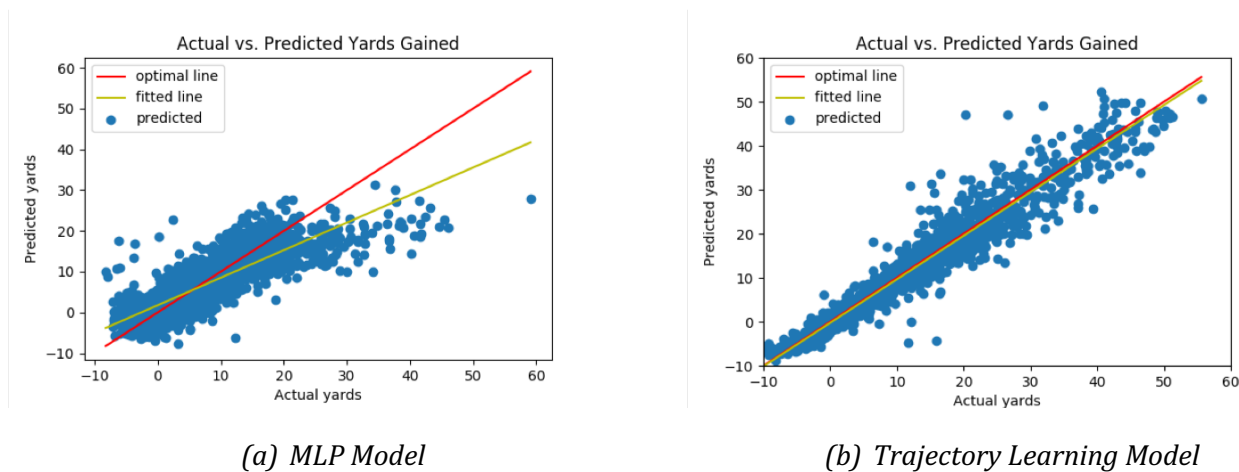 Actual vs. Predicted Yards Gained
60
50
40
30
20
10
0
−10
optimal line
fitted line
predicted
Predicted yards
−10 0 10 20 30 40 50 60
Actual yards
(a) MLP Model
Actual vs. Predicted Yards Gained
60
50
40
30
20
10
0
−10
optimal line
fitted line
predicted
Predicted yards
−10 0 10 20 30 40 50 60
Actual yards
(b) Trajectory Learning Model